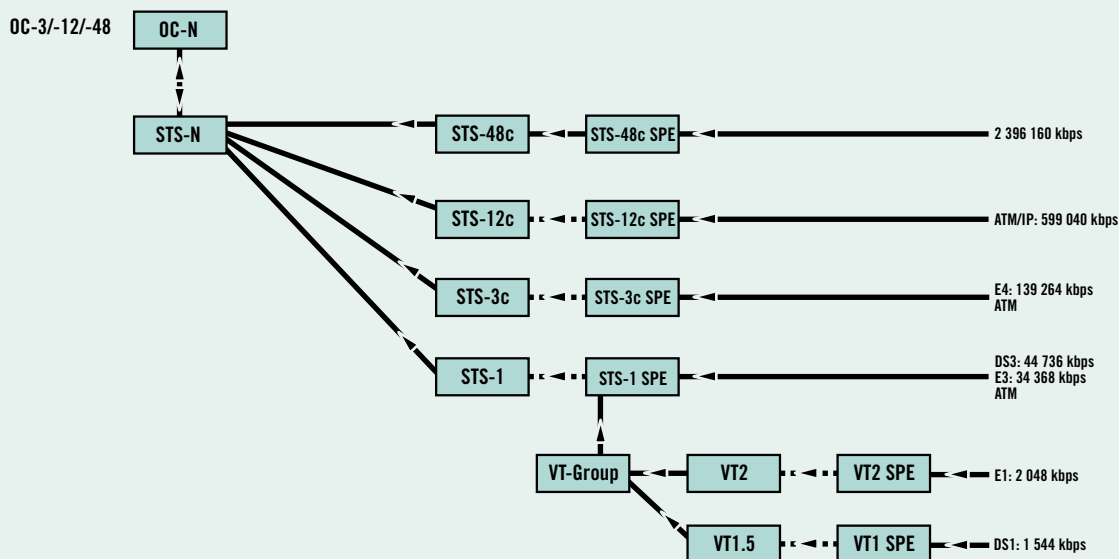 OC-3/-12/-48
OC-N
STS-N
STS-48c
STS-48c SPE
2 396 160 kbps
STS-12c
STS-12c SPE
ATM/IP: 599 040 kbps
STS-3c
STS-3c SPE
E4: 139 264 kbps
ATM
STS-1
STS-1 SPE
DS3: 44 736 kbps
E3: 34 368 kbps
ATM
VT-Group
VT2
VT2 SPE
E1: 2 048 kbps
VT1.5
VT1 SPE
DS1: 1 544 kbps